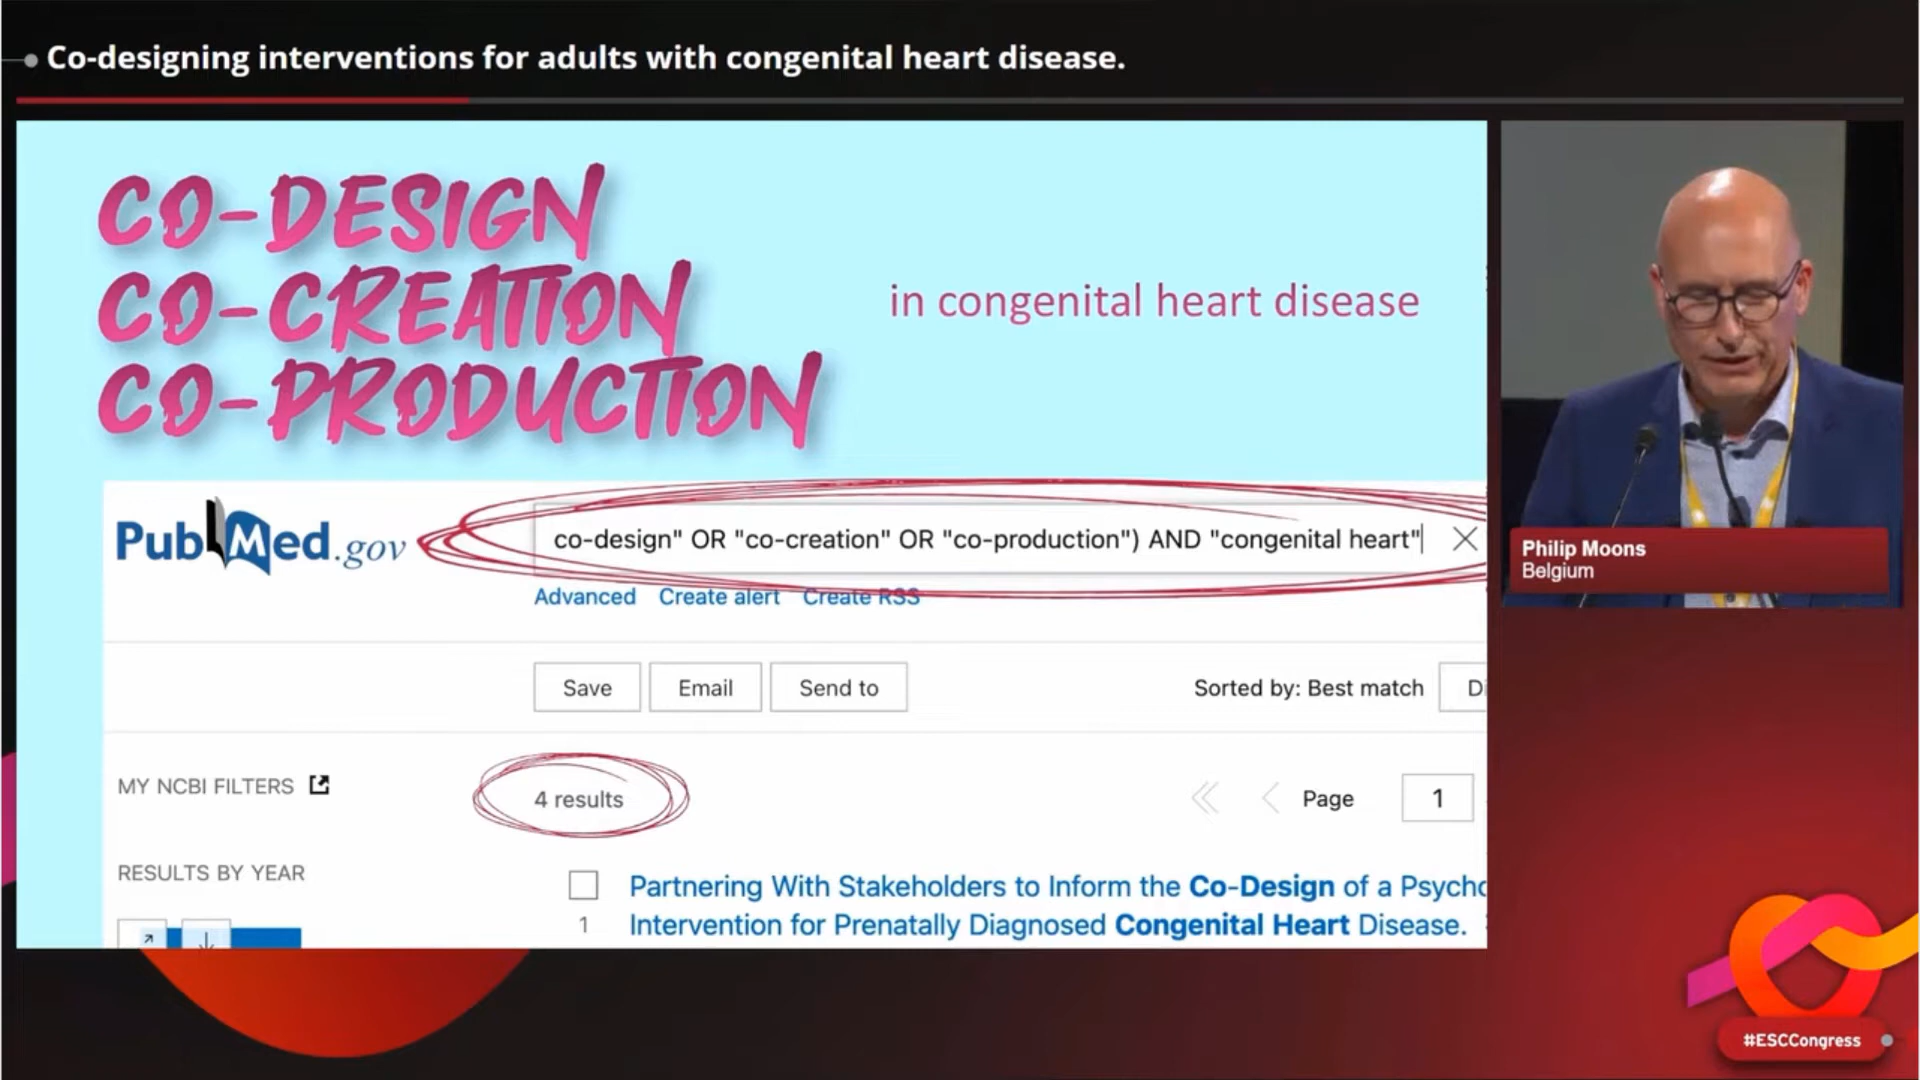 Co-designing interventions for adults with congenital heart disease.
CO-DESIGN
CO-CREATION
CO-PRODUCTION
in congenital heart disease
PubMed.gov
co-design" OR "co-creation" OR "co-production") AND "congenital heart"
Advanced Create alert Create RSS
Save Email Send to Sorted by: Best match Di
MY NCBI FILTERS 4 results Page 1
RESULTS BY YEAR
Partnering With Stakeholders to Inform the Co-Design of a Psycho
1 Intervention for Prenatally Diagnosed Congenital Heart Disease.
Philip Moons
Belgium
#ESCCongress